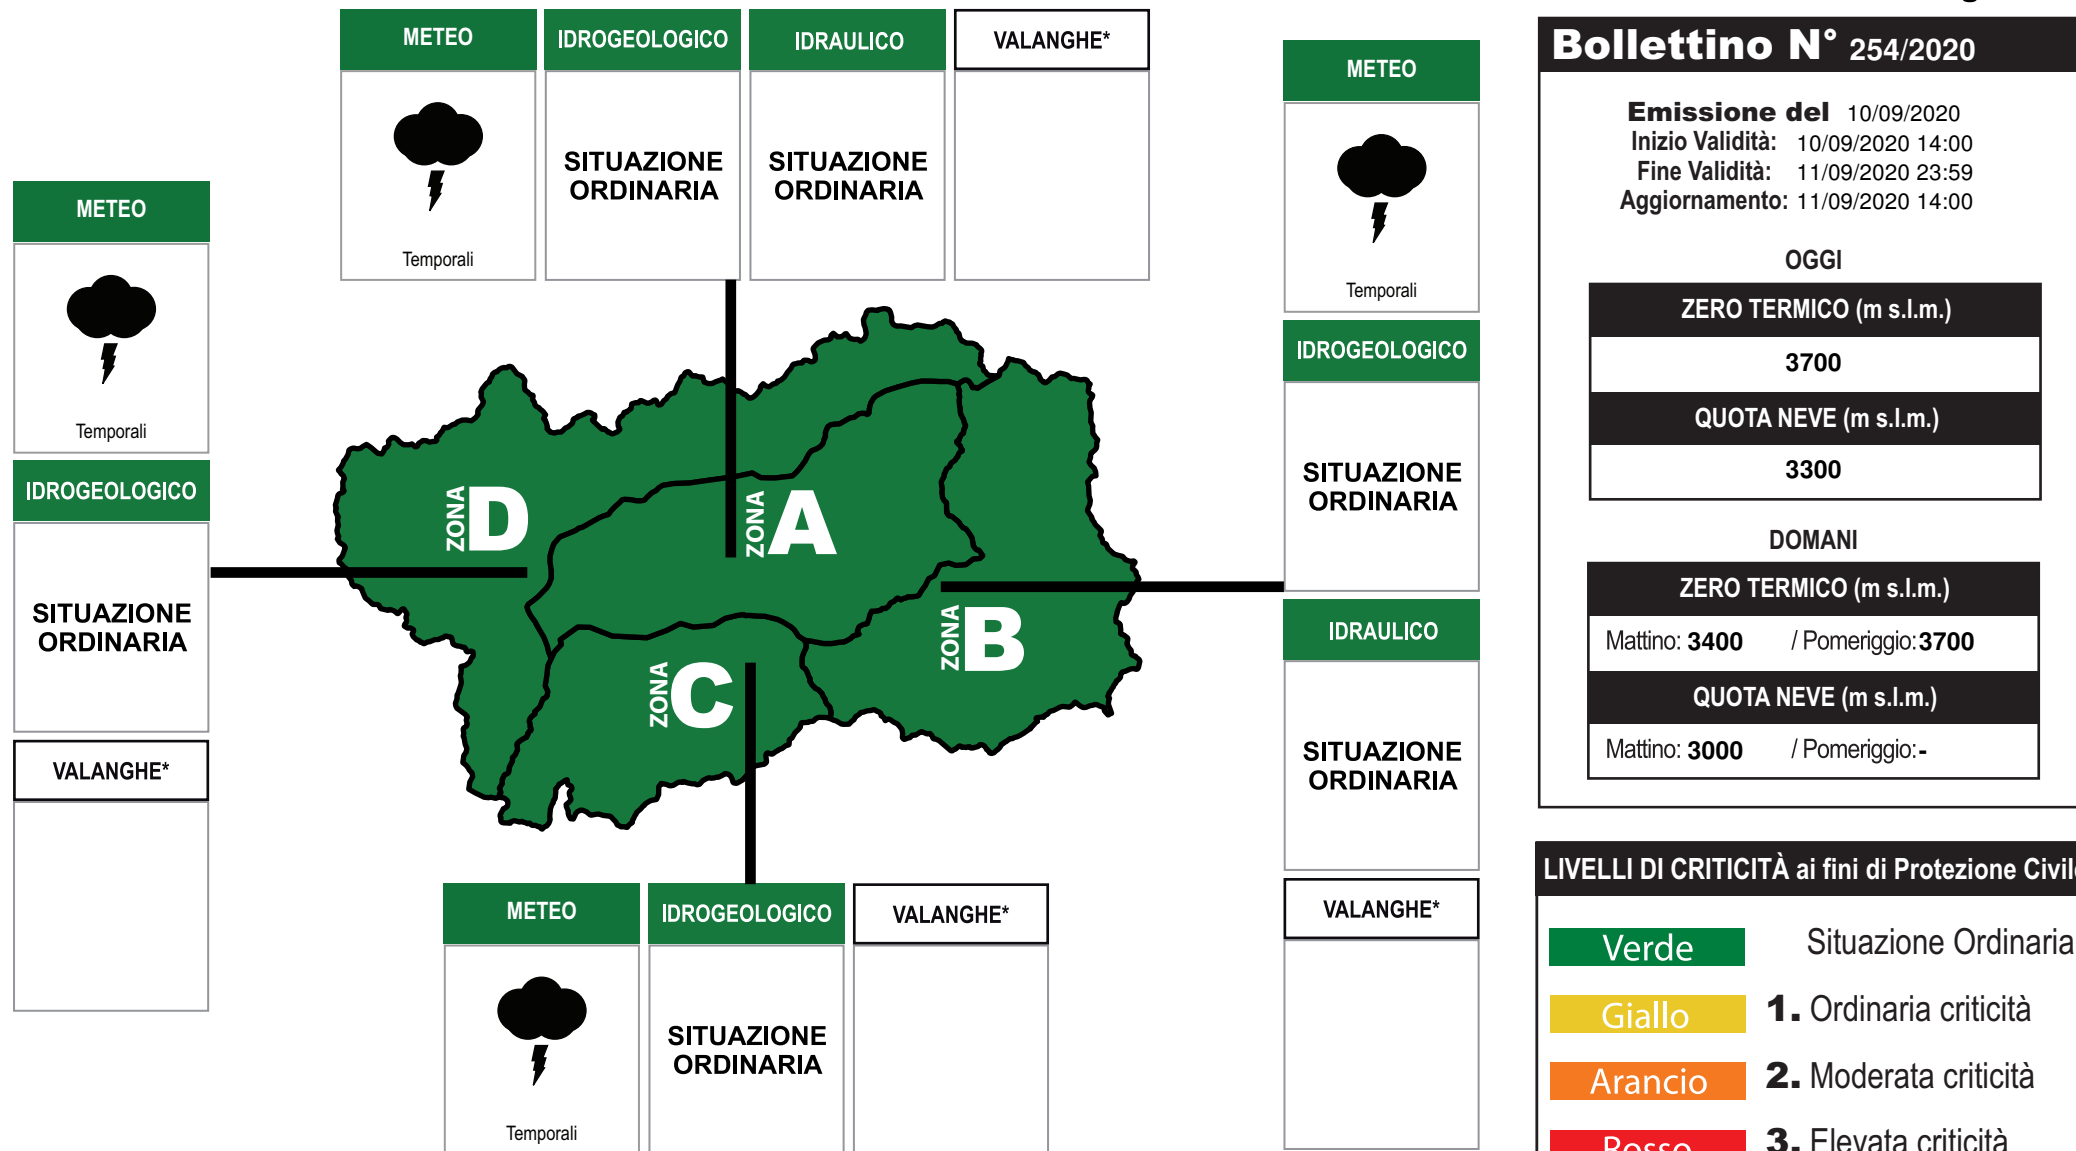 METEO
IDROGEOLOGICO
IDRAULICO
VALANGHE*
Temporali
SITUAZIONE
ORDINARIA
SITUAZIONE
ORDINARIA
METEO
Temporali
IDROGEOLOGICO
SITUAZIONE
ORDINARIA
VALANGHE*
ZONA D
ZONA A
ZONA B
ZONA C
METEO
Temporali
IDROGEOLOGICO
SITUAZIONE
ORDINARIA
IDRAULICO
SITUAZIONE
ORDINARIA
VALANGHE*
METEO
IDROGEOLOGICO
VALANGHE*
Temporali
SITUAZIONE
ORDINARIA
Bollettino N° 254/2020
Emissione del 10/09/2020
Inizio Validità: 10/09/2020 14:00
Fine Validità: 11/09/2020 23:59
Aggiornamento: 11/09/2020 14:00
OGGI
ZERO TERMICO (m s.l.m.)
3700
QUOTA NEVE (m s.l.m.)
3300
DOMANI
ZERO TERMICO (m s.l.m.)
Mattino: 3400 / Pomeriggio: 3700
QUOTA NEVE (m s.l.m.)
Mattino: 3000 / Pomeriggio: -
LIVELLI DI CRITICITÀ ai fini di Protezione Civile
Verde Situazione Ordinaria
Giallo 1. Ordinaria criticità
Arancio 2. Moderata criticità
Rosso 3. Elevata criticità